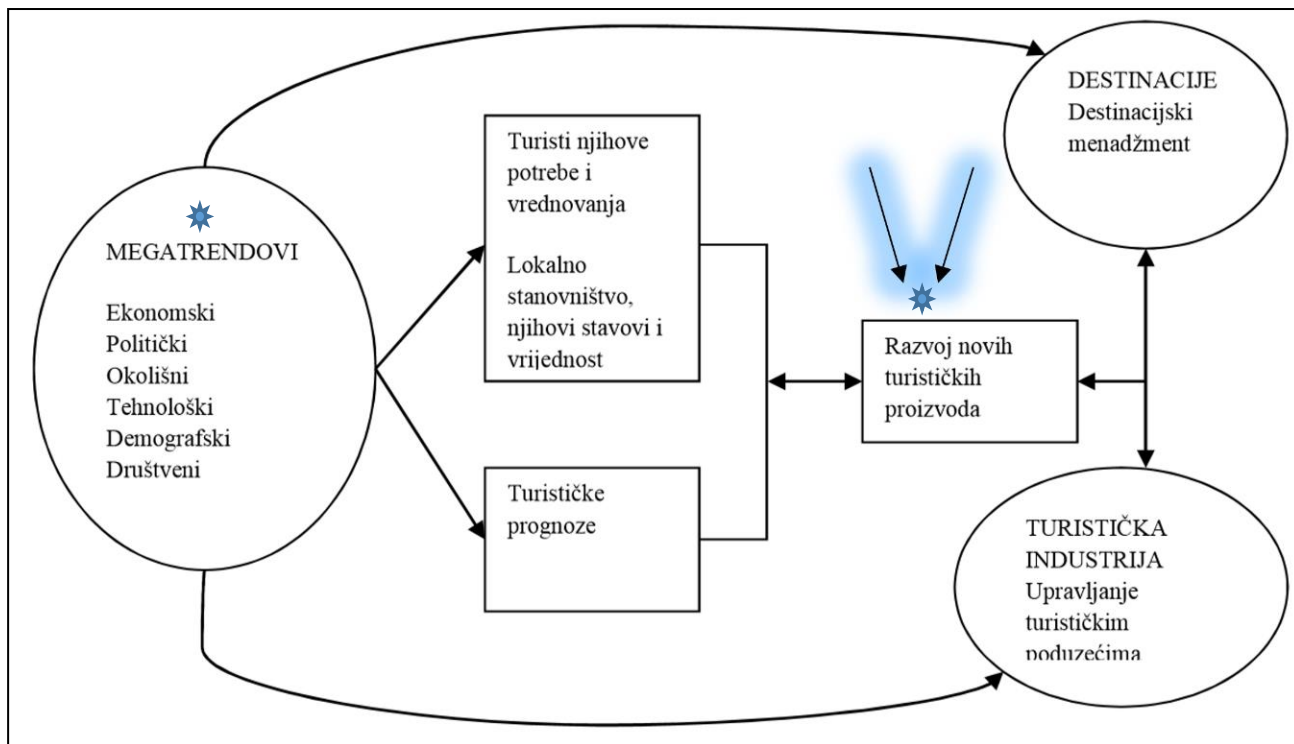 MEGATRENDOVI
Ekonomski
Politički
Okolišni
Tehnološki
Demografski
Društveni
Turisti njihove
potrebe i
vrednovanja
Lokalno
stanovništvo,
njihovi stavovi i
vrijednost
Turističke
prognoze
Razvoj novih
turističkih
proizvoda
DESTINACIJE
Destinacijski
menadžment
TURISTIČKA
INDUSTRIJA
Upravljanje
turističkim
poduzećima